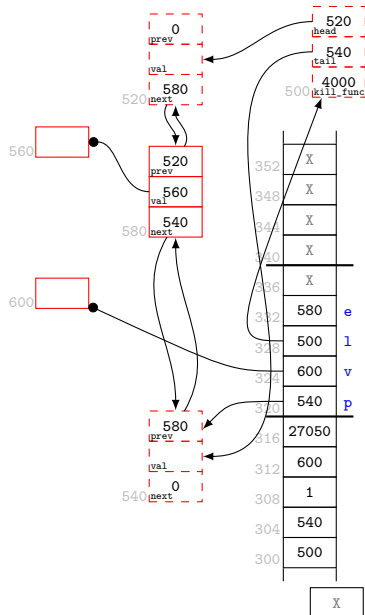 0
prev
val
580
520 next
520
head
540
tail
4000
500 kill_func
520
prev
560
560
val
540
580 next
600
580
prev
val
0
540 next
352 X
348 X
344 X
340 X
336 X
332 580 e
328 500 l
324 600 v
320 540 p
316 27050
312 600
308 1
304 540
300 500
X